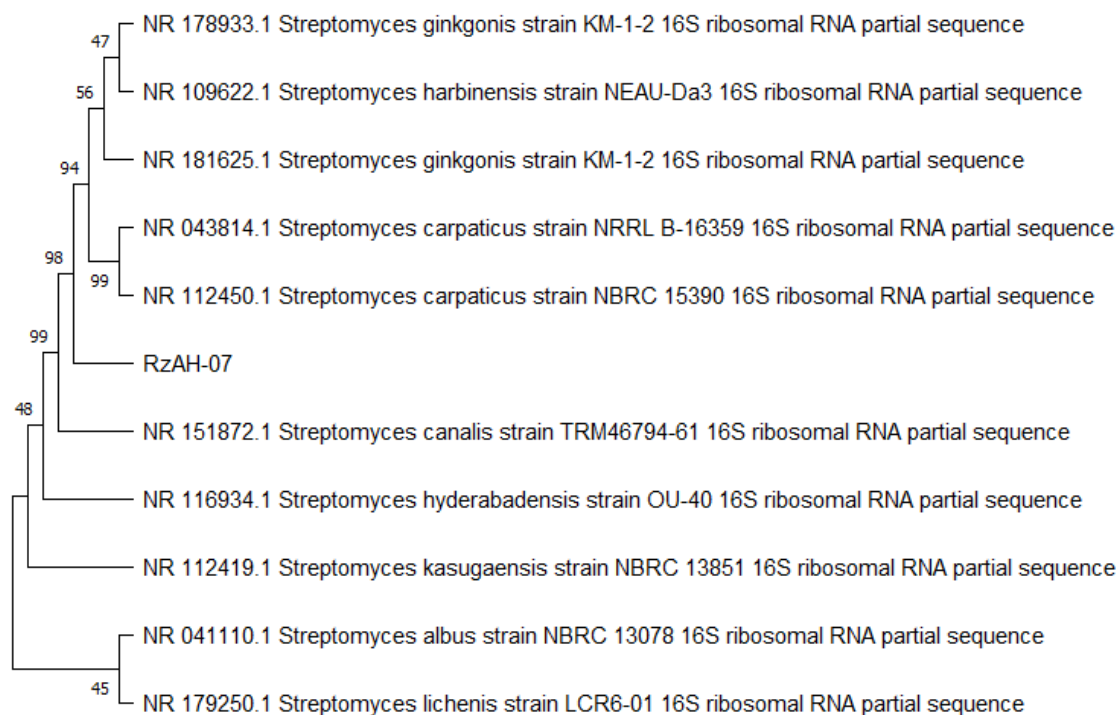 NR 178933.1 Streptomyces ginkgonis strain KM-1-2 16S ribosomal RNA partial sequence
47
NR 109622.1 Streptomyces harbinensis strain NEAU-Da3 16S ribosomal RNA partial sequence
56
NR 181625.1 Streptomyces ginkgonis strain KM-1-2 16S ribosomal RNA partial sequence
94
NR 043814.1 Streptomyces carpaticus strain NRRL B-16359 16S ribosomal RNA partial sequence
98
99
NR 112450.1 Streptomyces carpaticus strain NBRC 15390 16S ribosomal RNA partial sequence
99
RzAH-07
48
NR 151872.1 Streptomyces canalis strain TRM46794-61 16S ribosomal RNA partial sequence
NR 116934.1 Streptomyces hyderabadensis strain OU-40 16S ribosomal RNA partial sequence
NR 112419.1 Streptomyces kasugaensis strain NBRC 13851 16S ribosomal RNA partial sequence
NR 041110.1 Streptomyces albus strain NBRC 13078 16S ribosomal RNA partial sequence
45
NR 179250.1 Streptomyces lichenis strain LCR6-01 16S ribosomal RNA partial sequence